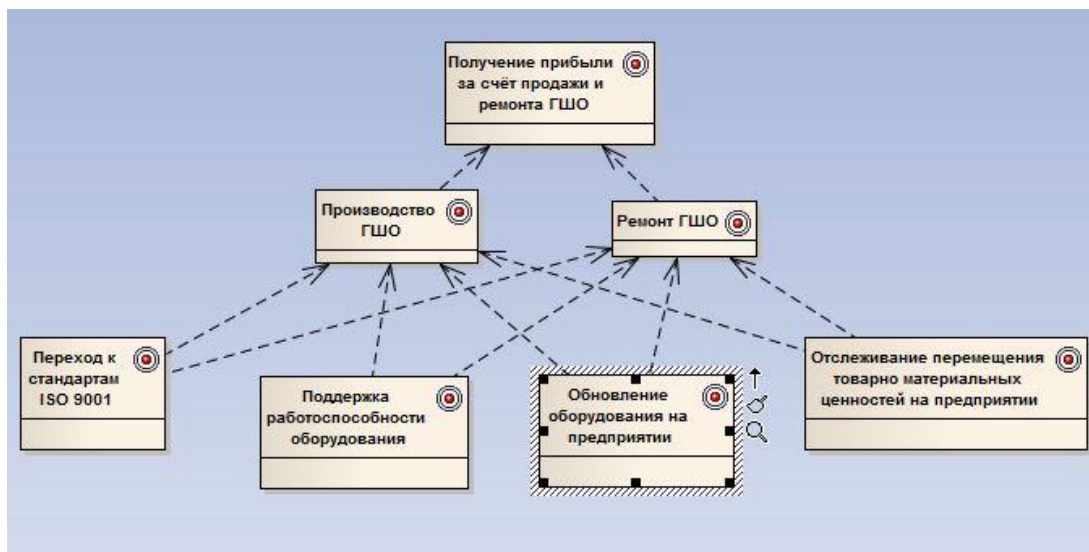 Получение прибыли
за счёт продажи и
ремонта ГШО
Производство
ГШО
Ремонт ГШО
Переход к
стандартам
ISO 9001
Поддержка
работоспособности
оборудования
Обновление
оборудования на
предприятии
Отслеживание перемещения
товарно материальных
ценностей на предприятии